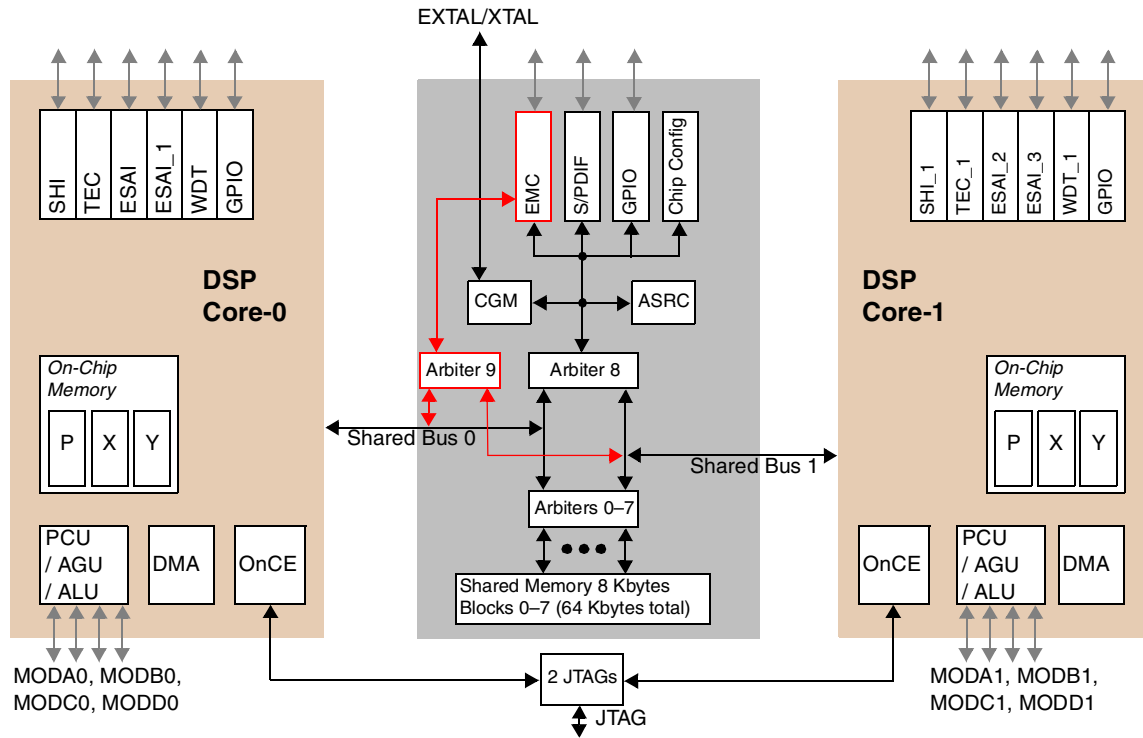 EXTAL/XTAL
SHI
TEC
ESAI
ESAI_1
WDT
GPIO
EMC
S/PDIF
GPIO
Chip Config
SHI_1
TEC_1
ESAI_2
ESAI_3
WDT_1
GPIO
DSP
Core-0
CGM
ASRC
DSP
Core-1
On-Chip
Memory
P
X
Y
Arbiter 9
Arbiter 8
On-Chip
Memory
P
X
Y
Shared Bus 0
Shared Bus 1
Arbiters 0–7
PCU
/ AGU
/ ALU
DMA
OnCE
Shared Memory 8 Kbytes
Blocks 0–7 (64 Kbytes total)
OnCE
PCU
/ AGU
/ ALU
DMA
MODA0, MODB0,
MODC0, MODD0
2 JTAGs
JTAG
MODA1, MODB1,
MODC1, MODD1